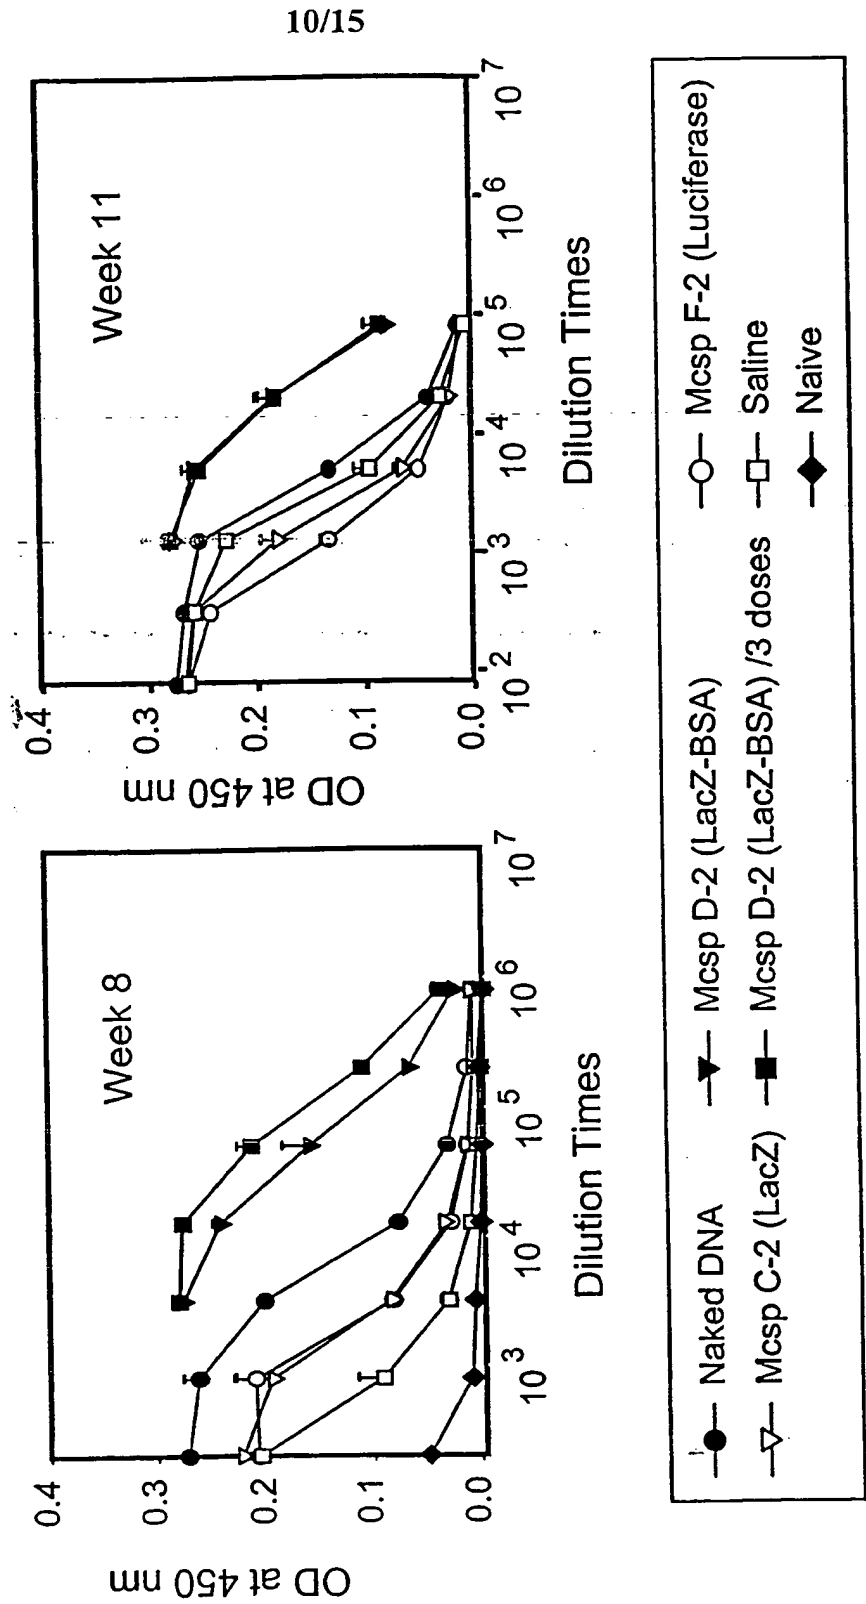 10/15
Week 8
OD at 450 nm
0.4
0.3
0.2
0.1
0.0
10^3 10^4 10^5 10^6 10^7
Dilution Times
Week 11
OD at 450 nm
0.4
0.3
0.2
0.1
0.0
10^2 10^3 10^4 10^5 10^6 10^7
Dilution Times
Naked DNA Mcsp D-2 (LacZ-BSA) Mcsp F-2 (Luciferase)
Mcsp C-2 (LacZ) Mcsp D-2 (LacZ-BSA) /3 doses Saline
Naive